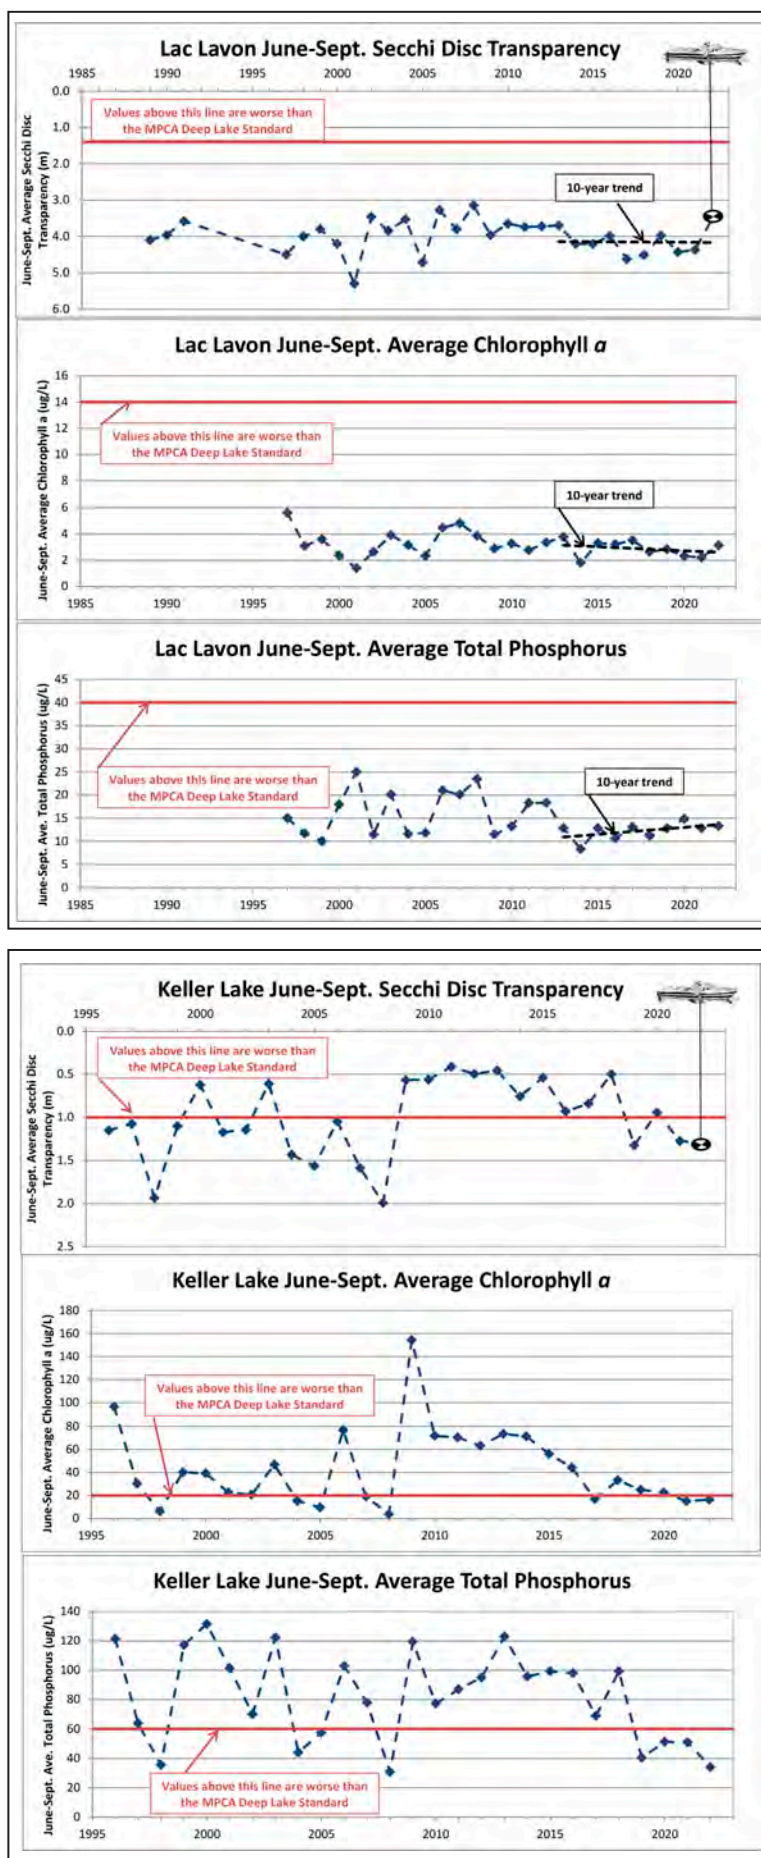 Lac Lavon June-Sept. Secchi Disc Transparency
1985 1990 1995 2000 2005 2010 2015 2020
June-Sept. Average Secchi Disc
Transparency (m)
0.0
1.0
2.0
3.0
4.0
5.0
6.0
Values above this line are worse than
the MPCA Deep Lake Standard
10-year trend
Lac Lavon June-Sept. Average Chlorophyll a
June-Sept. Average Chlorophyll a (ug/L)
16
14
12
10
8
6
4
2
0
Values above this line are worse than
the MPCA Deep Lake Standard
10-year trend
1985 1990 1995 2000 2005 2010 2015 2020
Lac Lavon June-Sept. Average Total Phosphorus
June-Sept. Ave. Total Phosphorus (ug/L)
45
40
35
30
25
20
15
10
5
0
Values above this line are worse than
the MPCA Deep Lake Standard
10-year trend
1985 1990 1995 2000 2005 2010 2015 2020
Keller Lake June-Sept. Secchi Disc Transparency
1995 2000 2005 2010 2015 2020
June-Sept. Average Secchi Disc
Transparency (m)
0.0
0.5
1.0
1.5
2.0
2.5
Values above this line are worse than
the MPCA Deep Lake Standard
Keller Lake June-Sept. Average Chlorophyll a
June-Sept. Average Chlorophyll a (ug/L)
180
160
140
120
100
80
60
40
20
0
Values above this line are worse than
the MPCA Deep Lake Standard
1995 2000 2005 2010 2015 2020
Keller Lake June-Sept. Average Total Phosphorus
June-Sept. Ave. Total Phosphorus (ug/L)
140
120
100
80
60
40
20
0
Values above this line are worse than
the MPCA Deep Lake Standard
1995 2000 2005 2010 2015 2020